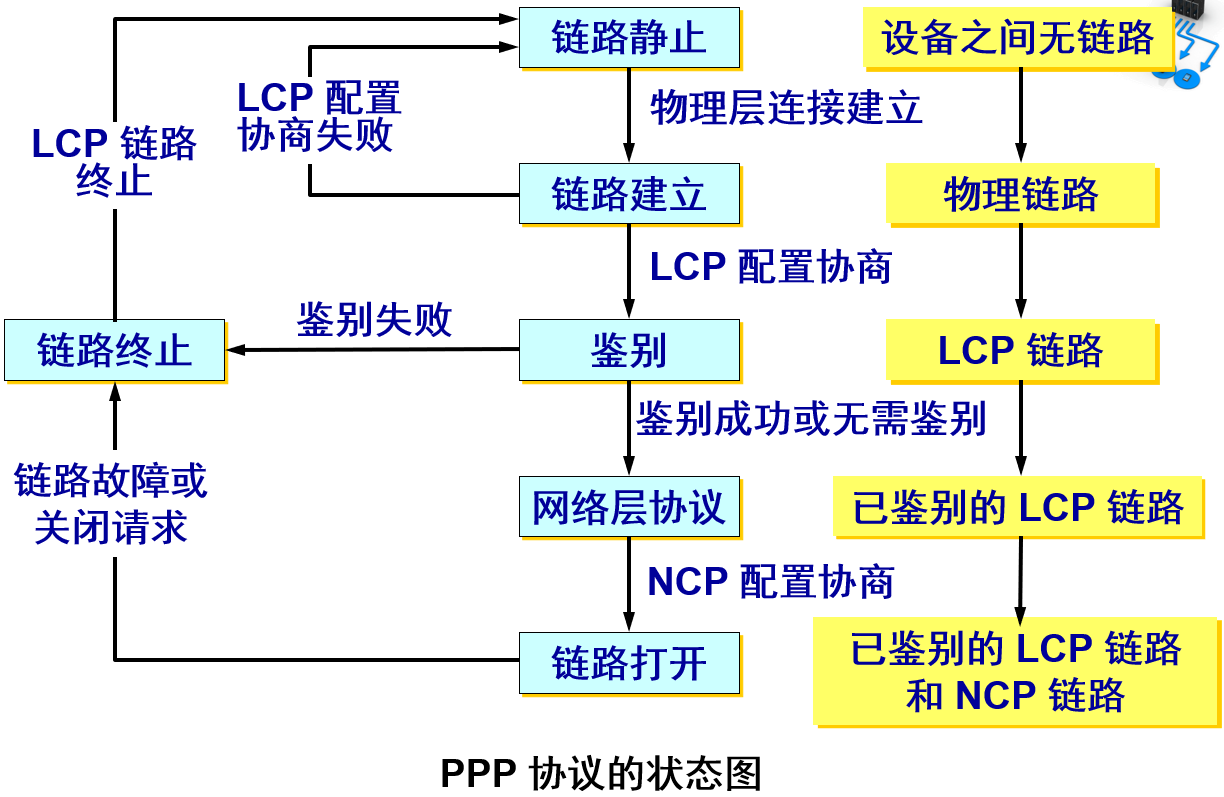 链路静止
设备之间无链路
LCP 配置
协商失败
物理层连接建立
LCP 链路
终止
链路建立
物理链路
LCP 配置协商
鉴别失败
链路终止
鉴别
LCP 链路
鉴别成功或无需鉴别
链路故障或
关闭请求
网络层协议
已鉴别的 LCP 链路
NCP 配置协商
链路打开
已鉴别的 LCP 链路
和 NCP 链路
PPP 协议的状态图